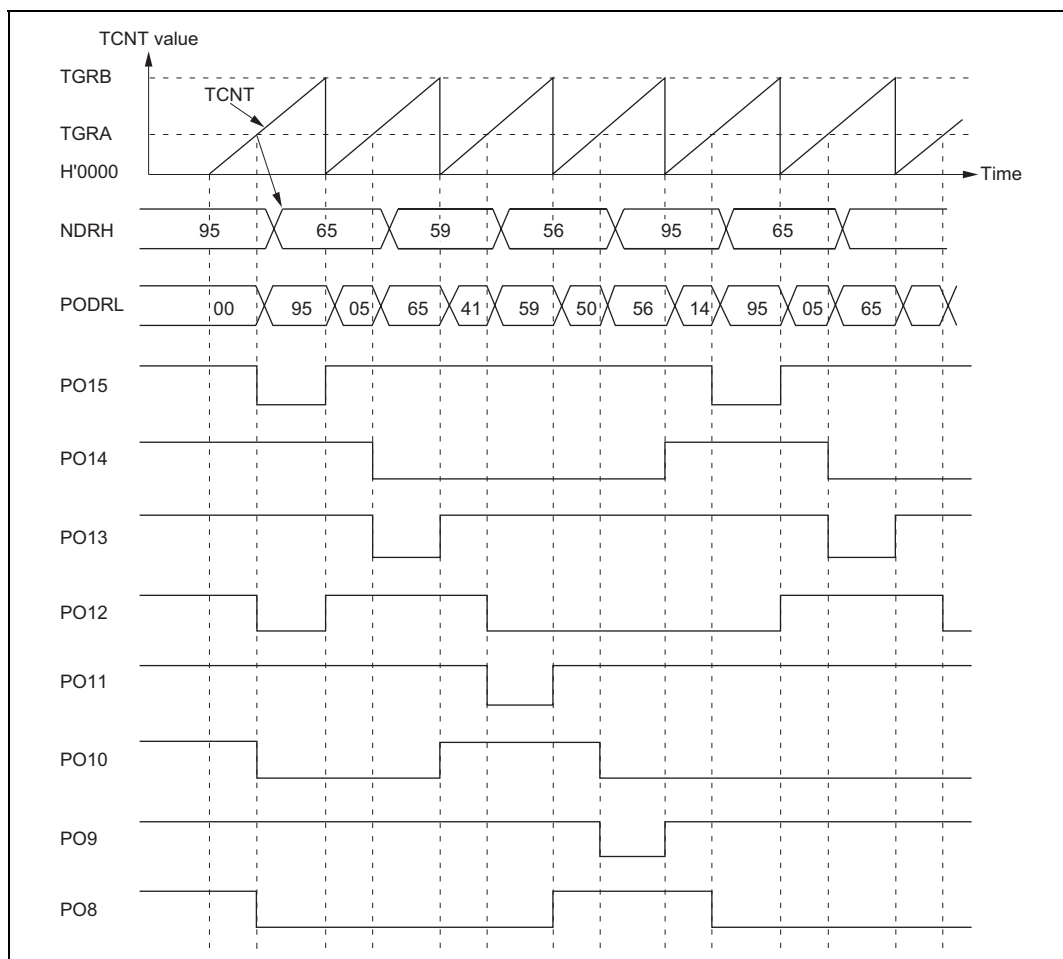 TCNT value
TGRB
TCNT
TGRA
H'0000
Time
NDRH 95 65 59 56 95 65
PODRL 00 95 05 65 41 59 50 56 14 95 05 65
PO15
PO14
PO13
PO12
PO11
PO10
PO9
PO8